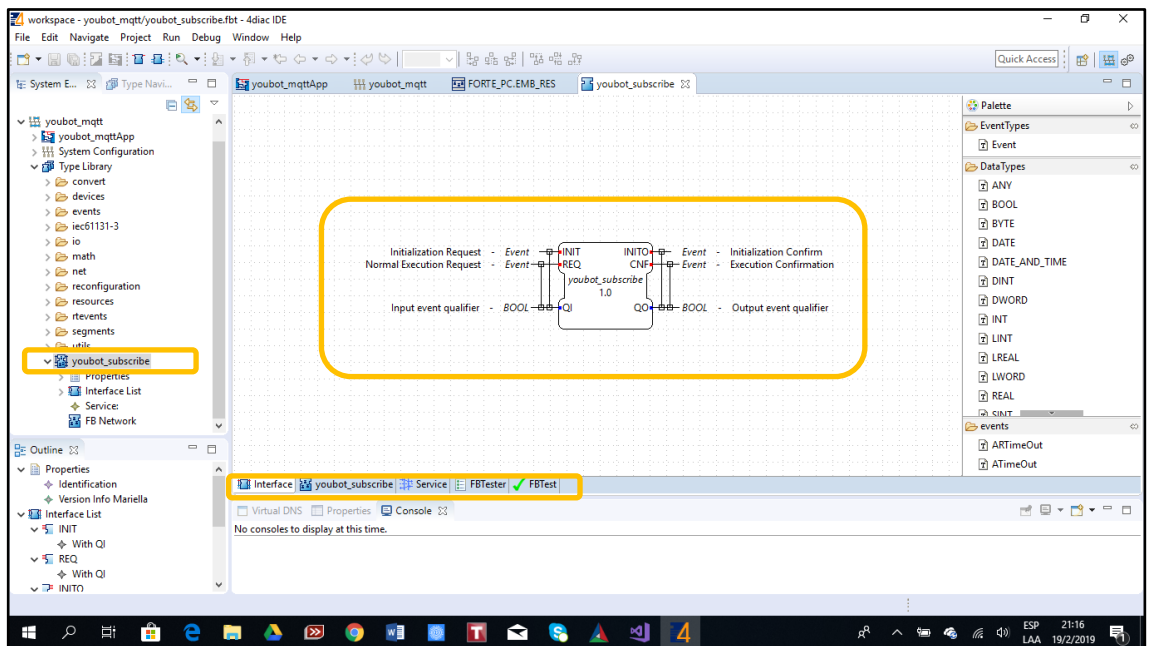 workspace - youbot_mqtt/youbot_subscribe.fbt - 4diac IDE
File Edit Navigate Project Run Debug Window Help
Quick Access
System E... Type Navi...
youbot_mqttApp youbot_mqtt FORTE_PC.EMB_RES youbot_subscribe
youbot_mqtt
youbot_mqttApp
System Configuration
Type Library
convert
devices
events
iec61131-3
io
math
net
reconfiguration
resources
rtevents
segments
utils
youbot_subscribe
Properties
Interface List
Service:
FB Network
Initialization Request - Event INIT INITO Event - Initialization Confirm
Normal Execution Request - Event REQ CNF Event - Execution Confirmation
youbot_subscribe
1.0
Input event qualifier - BOOL QI QO BOOL - Output event qualifier
Palette
EventTypes
Event
DataTypes
ANY
BOOL
BYTE
DATE
DATE_AND_TIME
DINT
DWORD
INT
LINT
LREAL
LWORD
REAL
SINT
events
ARTimeOut
ATimeOut
Outline
Properties
Identification
Version Info Mariella
Interface List
INIT
With QI
REQ
With QI
INITO
Interface youbot_subscribe Service FBTester FBTest
Virtual DNS Properties Console
No consoles to display at this time.
ESP 21:16
LAA 19/2/2019